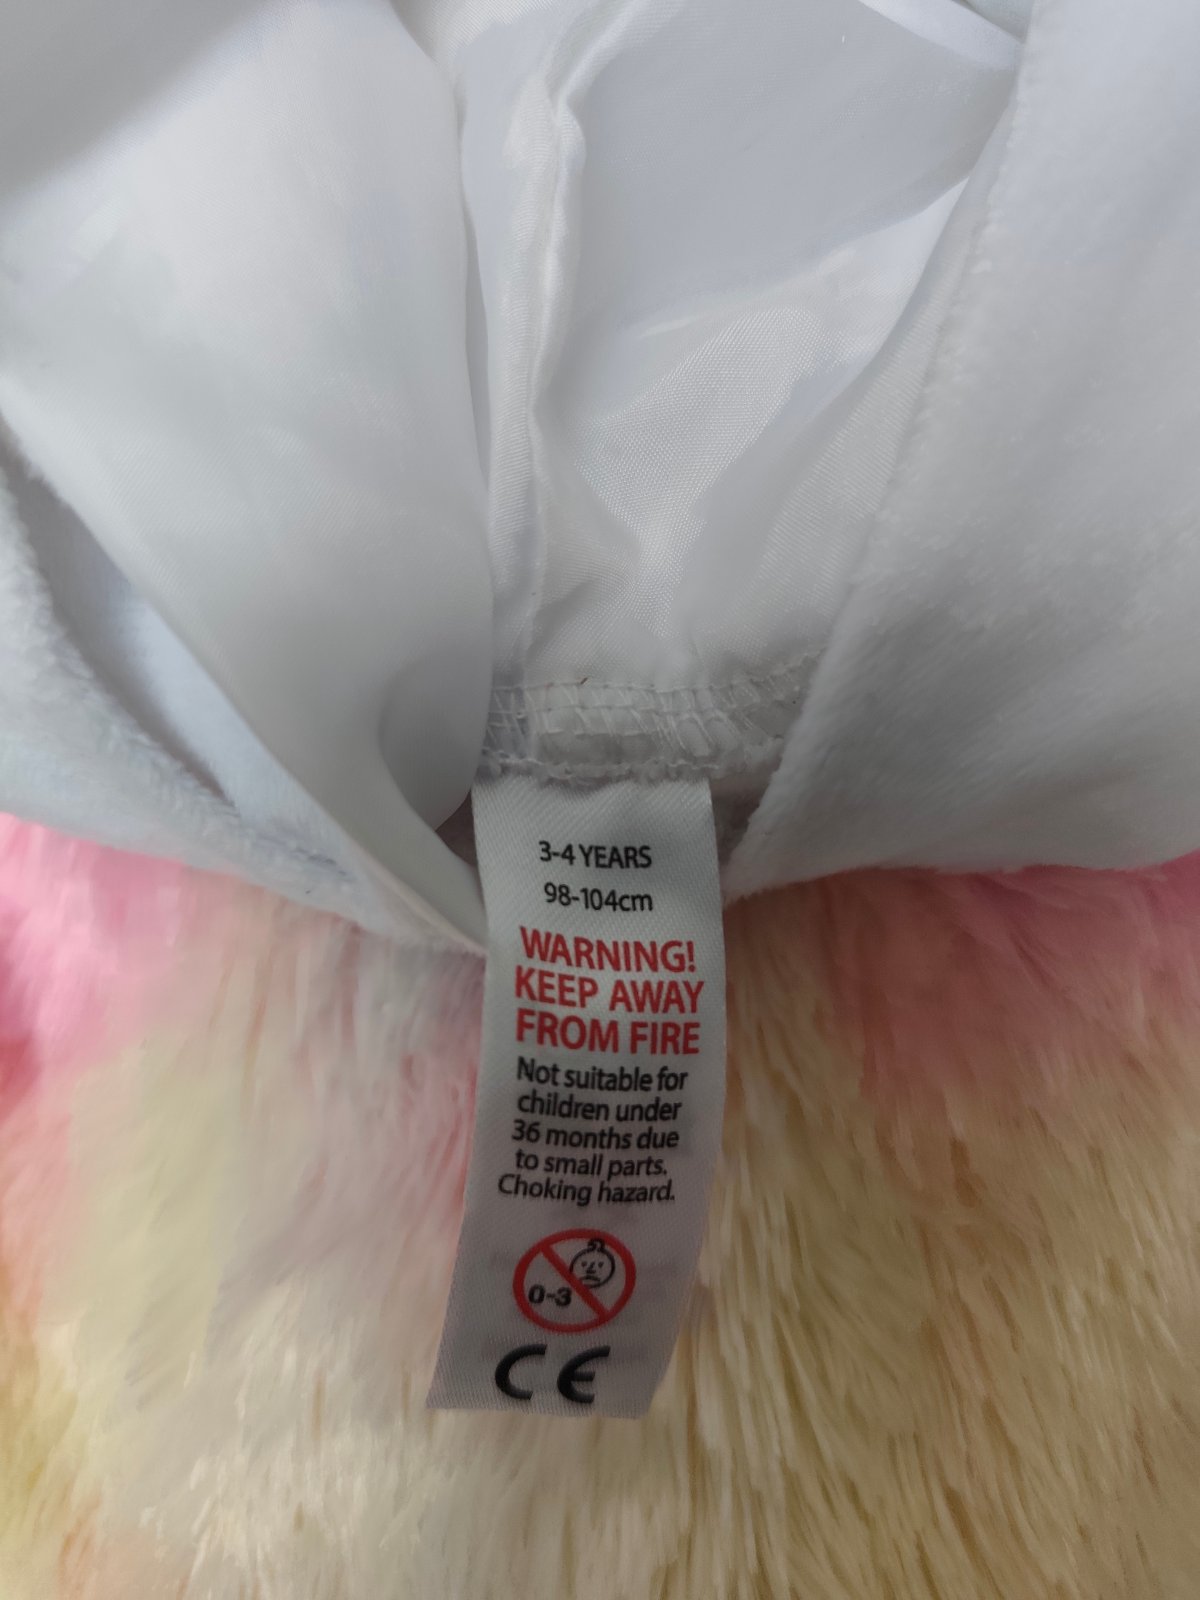 3-4 YEARS
98-104cm
WARNING!
KEEP AWAY
FROM FIRE
Not suitable for
children under
36 months due
to small parts.
Choking hazard.
0-3
CE